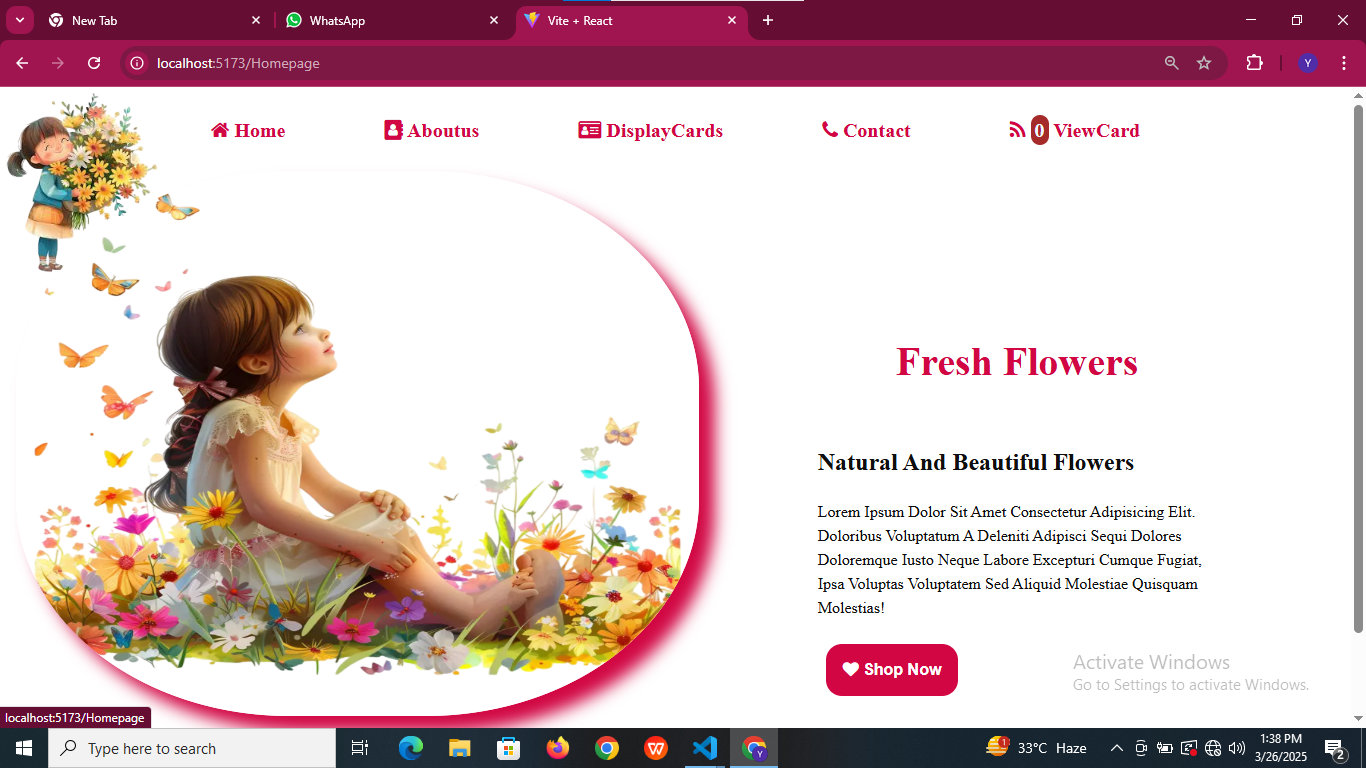 New Tab
WhatsApp
Vite + React
localhost:5173/Homepage
Y
Home
Aboutus
DisplayCards
Contact
0 ViewCard
Fresh Flowers
Natural And Beautiful Flowers
Lorem Ipsum Dolor Sit Amet Consectetur Adipisicing Elit.
Doloribus Voluptatum A Deleniti Adipisci Sequi Dolores
Doloremque Iusto Neque Labore Excepturi Cumque Fugiat,
Ipsa Voluptas Voluptatem Sed Aliquid Molestiae Quisquam
Molestias!
Shop Now
Activate Windows
Go to Settings to activate Windows.
localhost:5173/Homepage
Type here to search
W
Y
1
33°C Haze
1:38 PM
3/26/2025
2